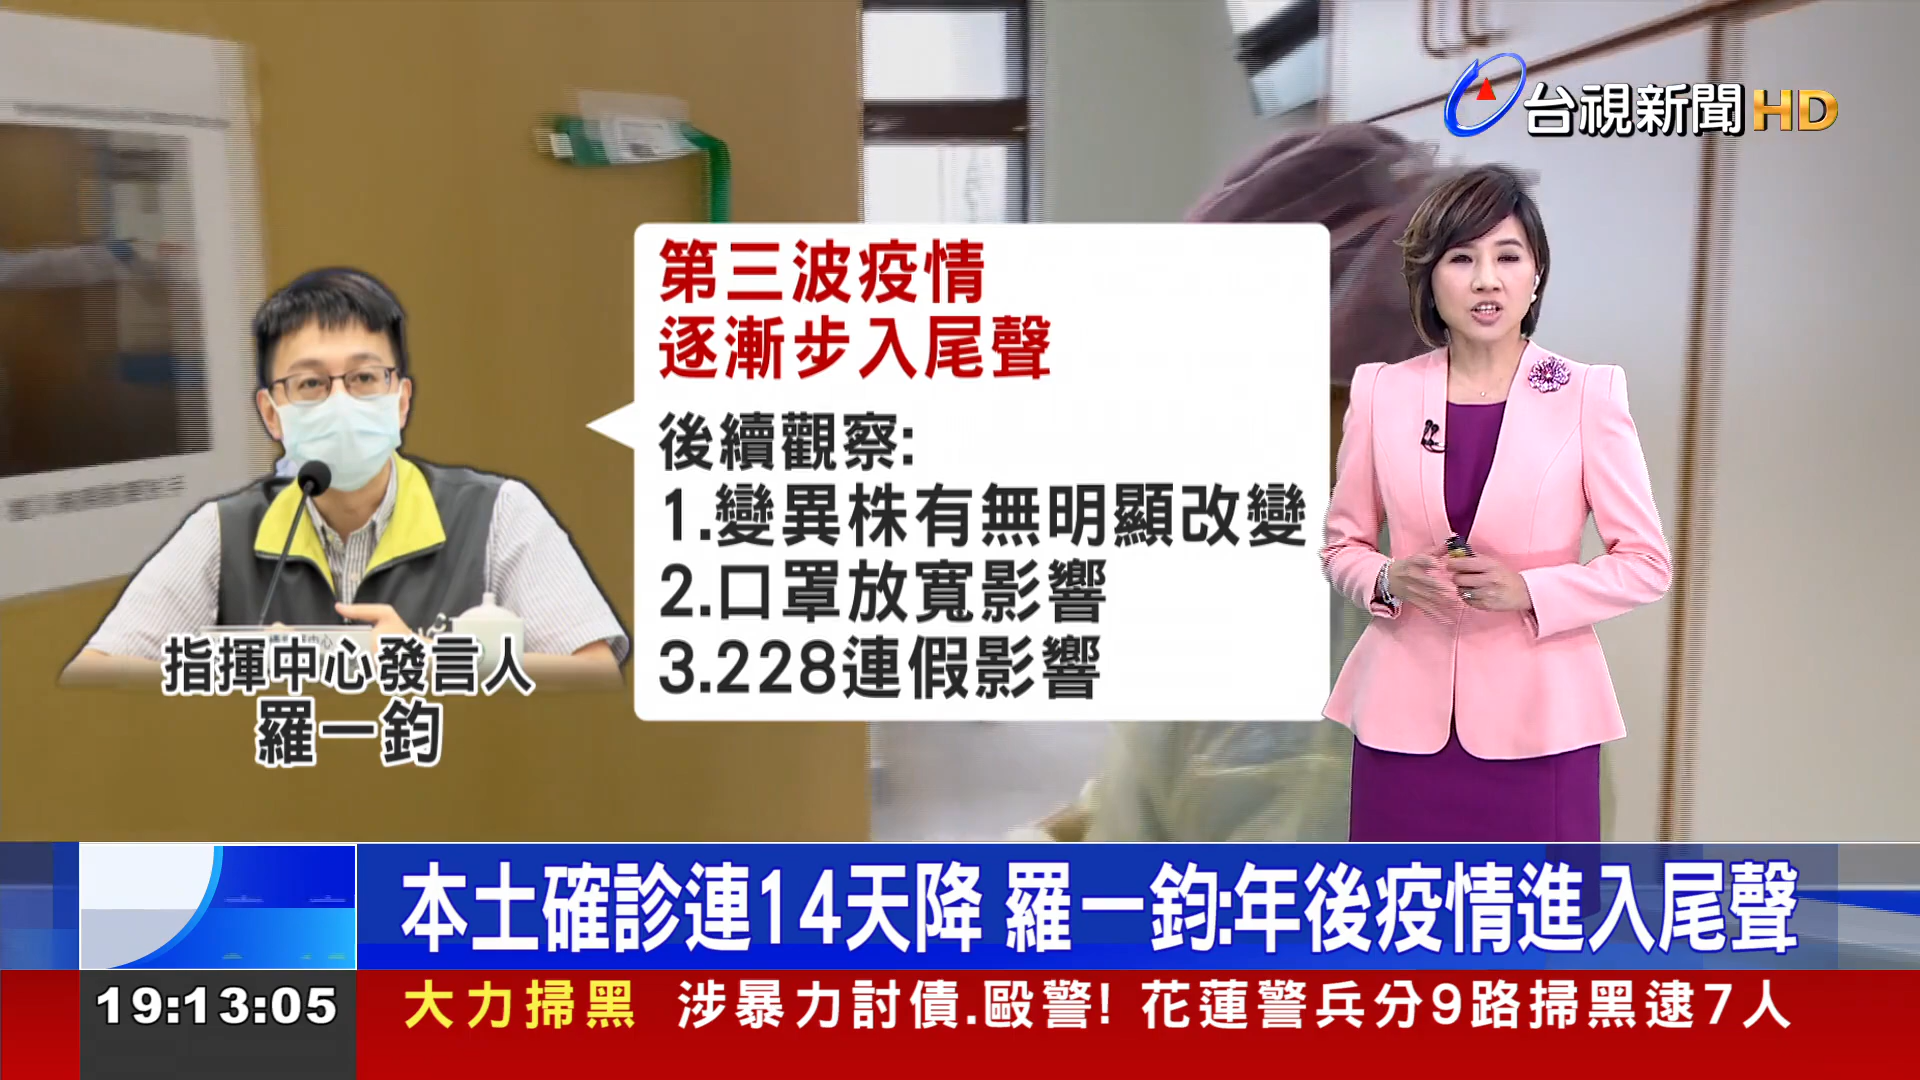 台視新聞HD
第三波疫情
逐漸步入尾聲
後續觀察:
1.變異株有無明顯改變
2.口罩放寬影響
3.228連假影響
指揮中心發言人
羅一鈞
本土確診連14天降 羅一鈞:年後疫情進入尾聲
19:13:05
大力掃黑 涉暴力討債.毆警! 花蓮警兵分9路掃黑逮7人